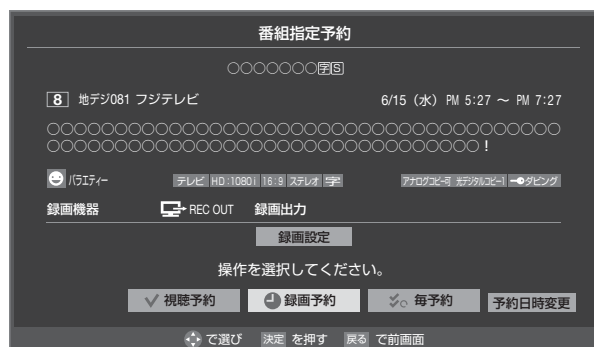 番組指定予約
○○○○○○○字S
8 地デジ081 フジテレビ 6/15（水） PM 5:27 ～ PM 7:27
○○○○○○○○○○○○○○○○○○○○○○○○○○○○○○○
○○○○○○○○○○○○○○○○○○○○○○○○○○!
バラエティー テレビ HD:1080i 16:9 ステレオ 字 アナログコピー可 光デジタルコピー1 ダビング
録画機器 REC OUT 録画出力
録画設定
操作を選択してください。
視聴予約 録画予約 毎予約 予約日時変更
で選び 決定 を押す 戻る で前画面